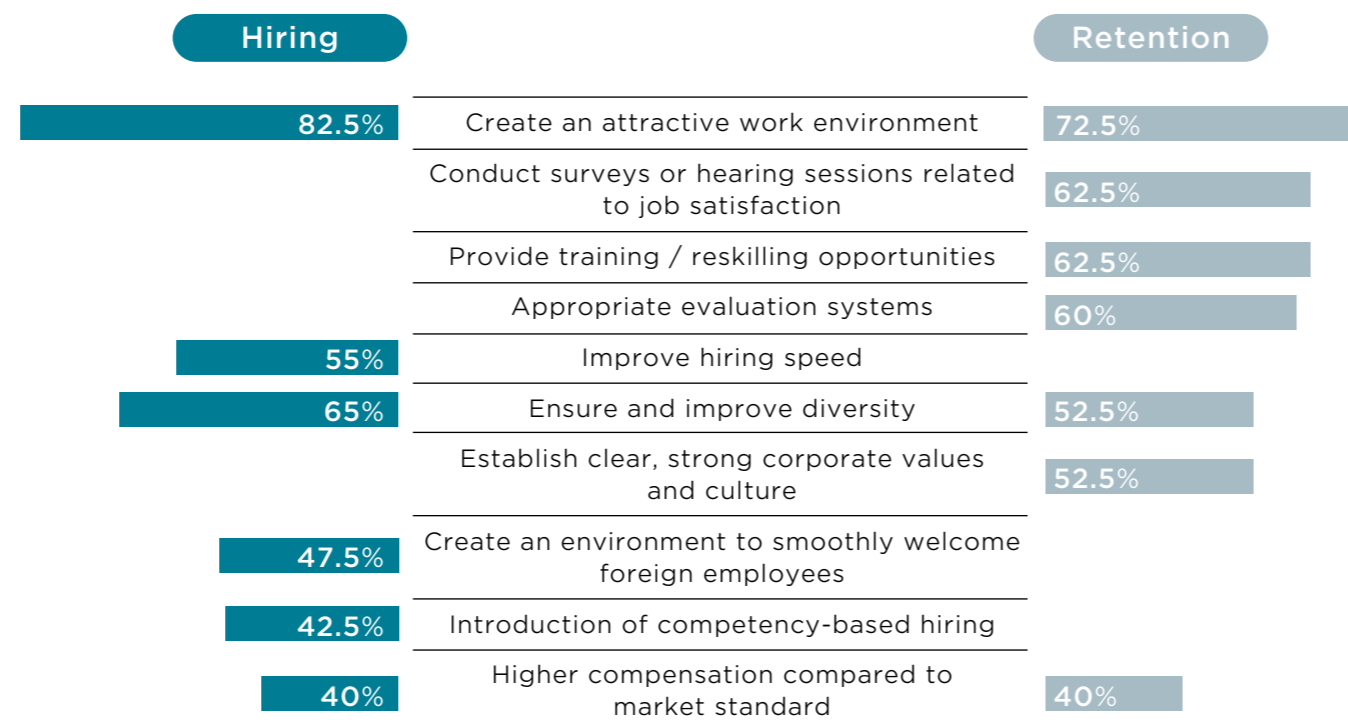 Hiring
Retention
82.5%
Create an attractive work environment
72.5%
Conduct surveys or hearing sessions related
to job satisfaction
62.5%
Provide training / reskilling opportunities
62.5%
Appropriate evaluation systems
60%
55%
Improve hiring speed
65%
Ensure and improve diversity
52.5%
Establish clear, strong corporate values
and culture
52.5%
47.5%
Create an environment to smoothly welcome
foreign employees
42.5%
Introduction of competency-based hiring
40%
Higher compensation compared to
market standard
40%